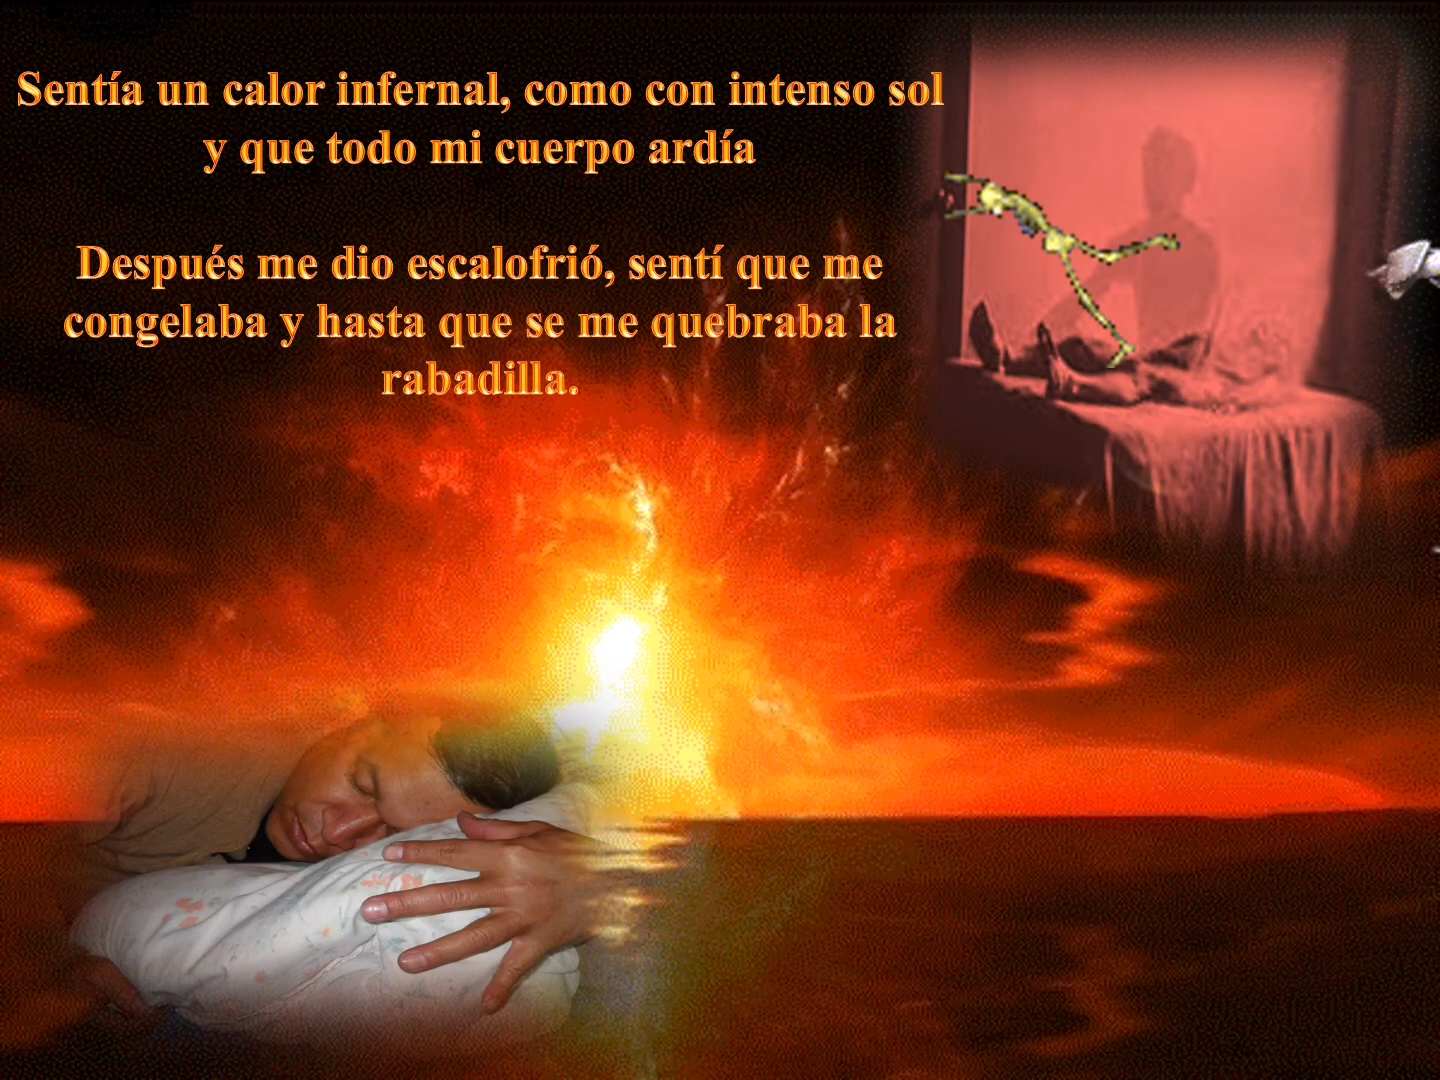 Sentía un calor infernal, como con intenso sol
y que todo mi cuerpo ardía
Después me dio escalofrió, sentí que me
congelaba y hasta que se me quebraba la
rabadilla.